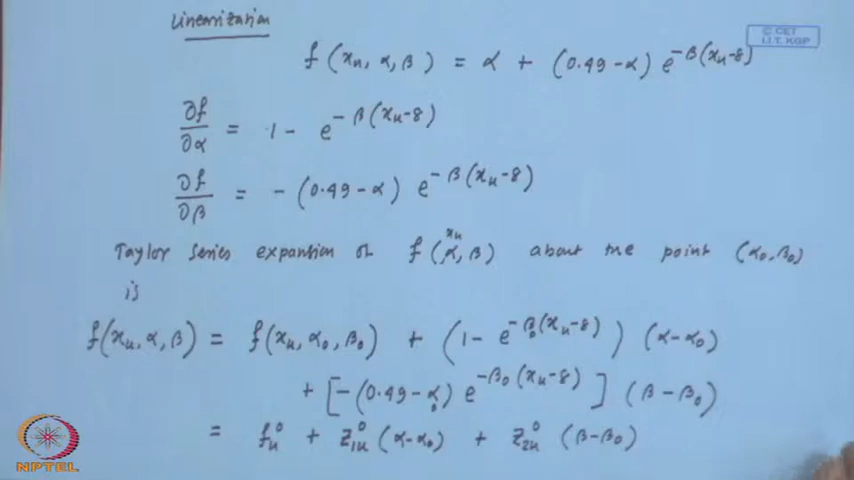 Linearization
© CET
I.I.T. KGP
f(xᵤ, α, β) = α + (0.49-α) e^{-β(xᵤ-8)}
∂f/∂α = 1 - e^{-β(xᵤ-8)}
∂f/∂β = -(0.49-α) e^{-β(xᵤ-8)}
xᵤ
Taylor series expansion of f(α, β) about the point (α₀, β₀)
is
f(xᵤ, α, β) = f(xᵤ, α₀, β₀) + (1 - e^{-β₀(xᵤ-8)}) (α-α₀)
+ [-(0.49-α₀) e^{-β₀(xᵤ-8)}] (β-β₀)
= fᵤ⁰ + Z₁ᵤ⁰ (α-α₀) + Z₂ᵤ⁰ (β-β₀)
NPTEL